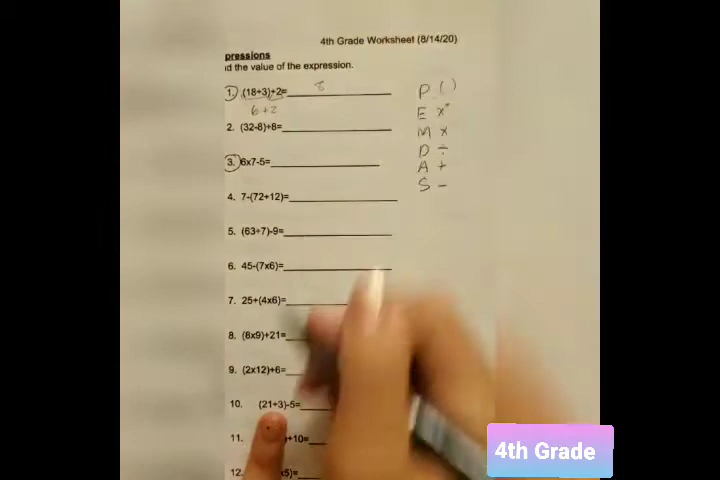 4th Grade Worksheet (8/14/20)
pressions
d the value of the expression.
1. (18÷3)+2= 8
6+2
2. (32-8)÷8=
3. 6x7-5=
4. 7-(72÷12)=
5. (63÷7)-9=
6. 45-(7x6)=
7. 25+(4x6)=
8. (8x9)+21=
9. (2x12)÷6=
10. (21÷3)-5=
11. +10=
12. x5)=
P ( )
E
M ×
D ÷
A +
S -
4th Grade